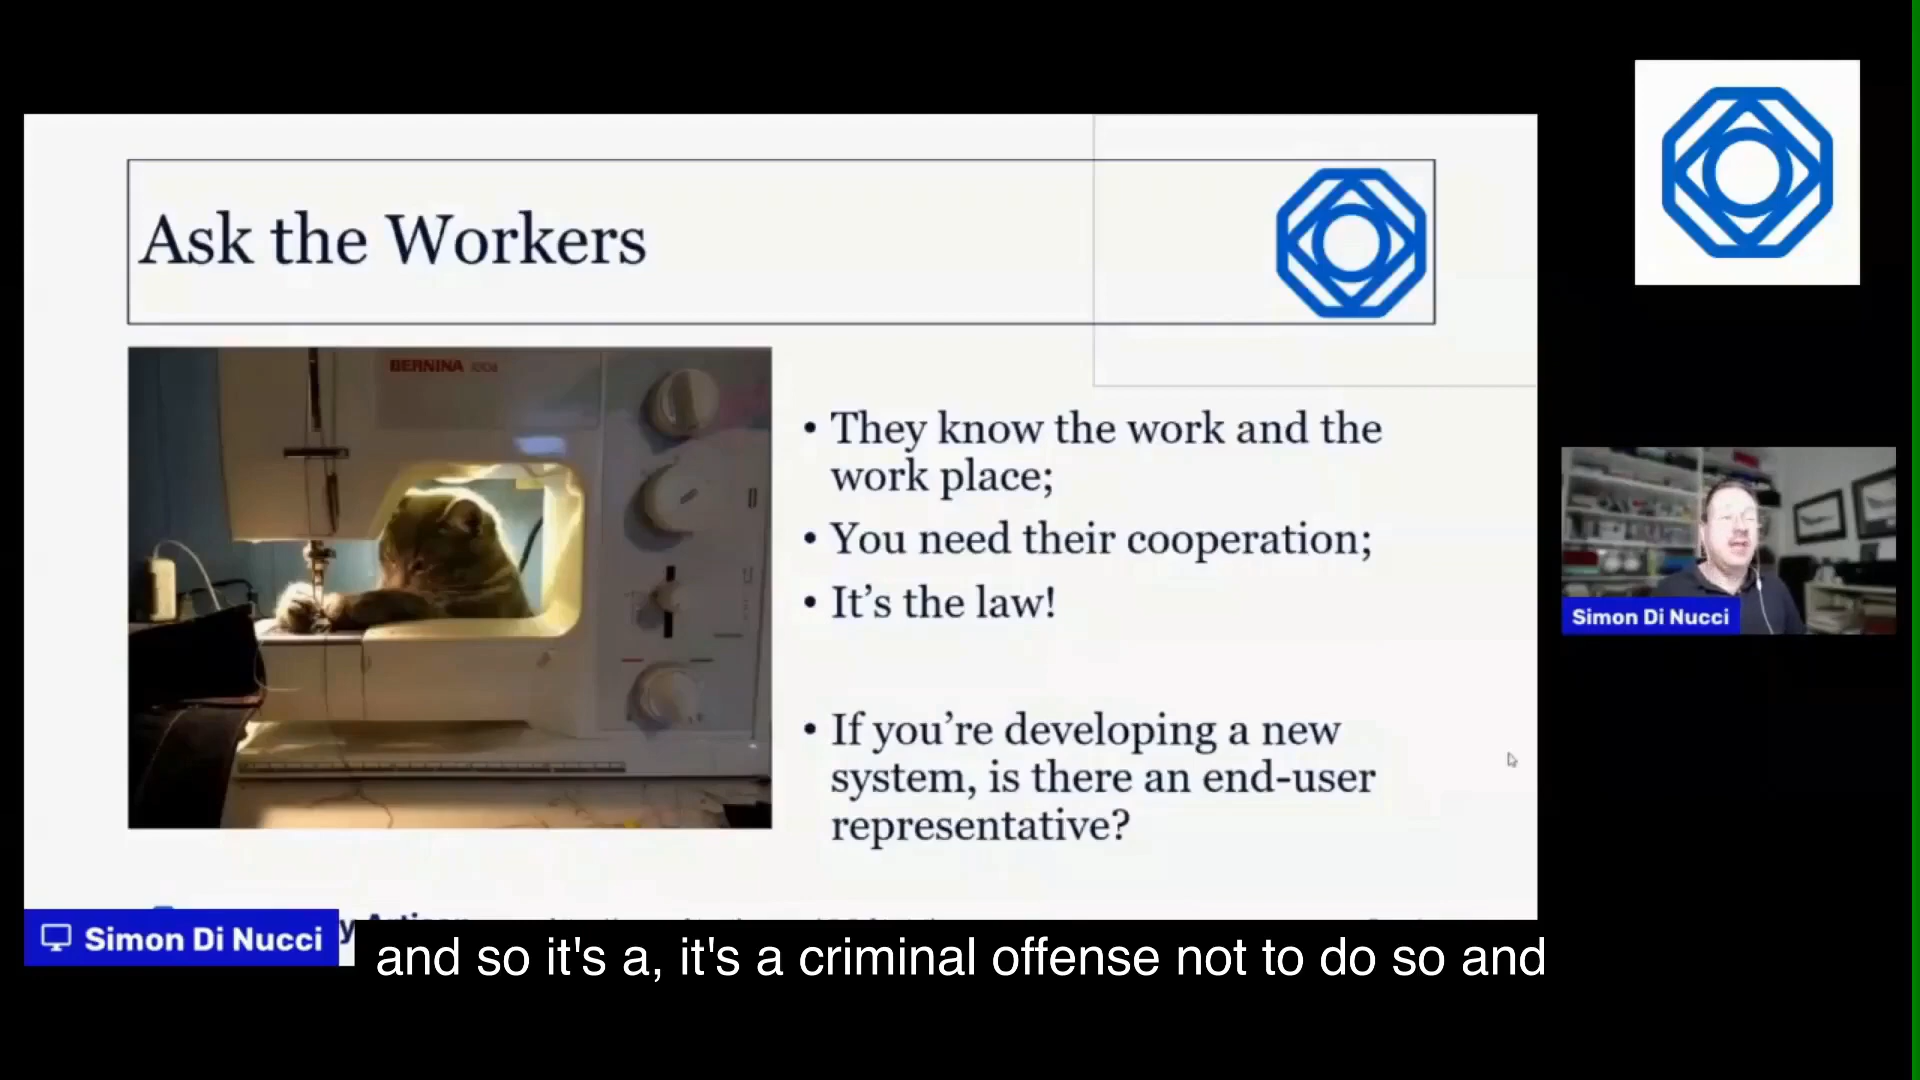 Ask the Workers
BERNINA
• They know the work and the
work place;
• You need their cooperation;
• It's the law!
• If you're developing a new
system, is there an end-user
representative?
Simon Di Nucci
Simon Di Nucci
and so it's a, it's a criminal offense not to do so and